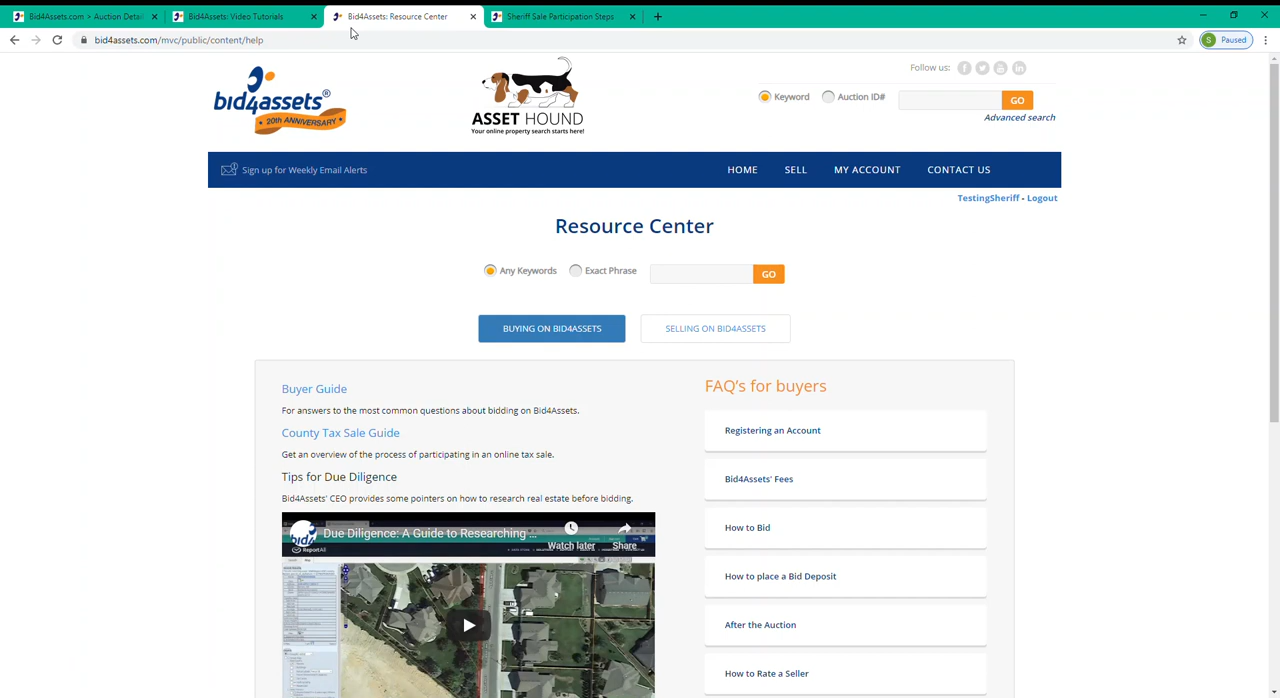 Bid4Assets.com > Auction Detail
Bid4Assets: Video Tutorials
Bid4Assets: Resource Center
Sheriff Sale Participation Steps
bid4assets.com/mvc/public/content/help
S Paused
bid4assets®
20TH ANNIVERSARY
ASSET HOUND
Your online property search starts here!
Follow us:
Keyword
Auction ID#
GO
Advanced search
Sign up for Weekly Email Alerts
HOME
SELL
MY ACCOUNT
CONTACT US
TestingSheriff - Logout
Resource Center
Any Keywords
Exact Phrase
GO
BUYING ON BID4ASSETS
SELLING ON BID4ASSETS
Buyer Guide
For answers to the most common questions about bidding on Bid4Assets.
County Tax Sale Guide
Get an overview of the process of participating in an online tax sale.
Tips for Due Diligence
Bid4Assets' CEO provides some pointers on how to research real estate before bidding.
Due Diligence: A Guide to Researching ...
Watch later
Share
ReportAll
FAQ's for buyers
Registering an Account
Bid4Assets' Fees
How to Bid
How to place a Bid Deposit
After the Auction
How to Rate a Seller